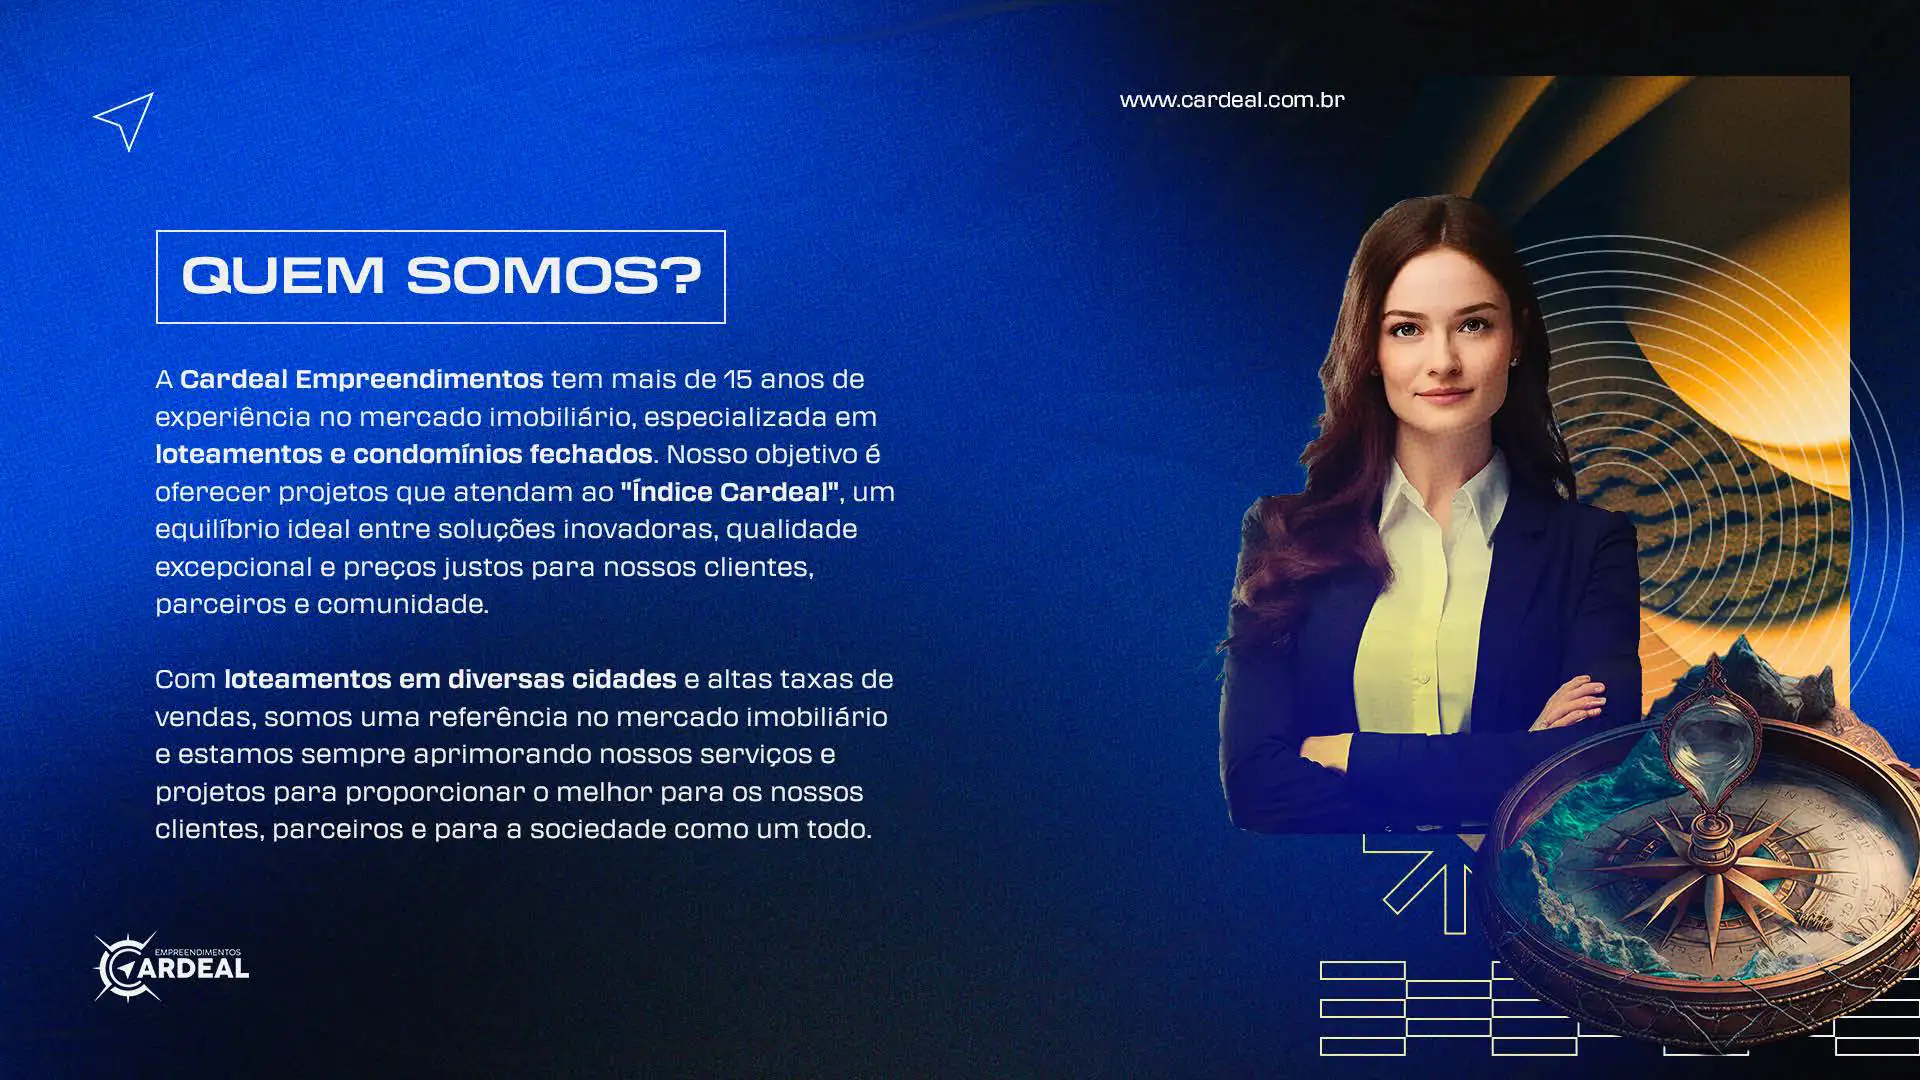 www.cardeal.com.br
QUEM SOMOS?
A Cardeal Empreendimentos tem mais de 15 anos de
experiência no mercado imobiliário, especializada em
loteamentos e condomínios fechados. Nosso objetivo é
oferecer projetos que atendam ao "Índice Cardeal", um
equilíbrio ideal entre soluções inovadoras, qualidade
excepcional e preços justos para nossos clientes,
parceiros e comunidade.
Com loteamentos em diversas cidades e altas taxas de
vendas, somos uma referência no mercado imobiliário
e estamos sempre aprimorando nossos serviços e
projetos para proporcionar o melhor para os nossos
clientes, parceiros e para a sociedade como um todo.
EMPREENDIMENTOS
CARDEAL